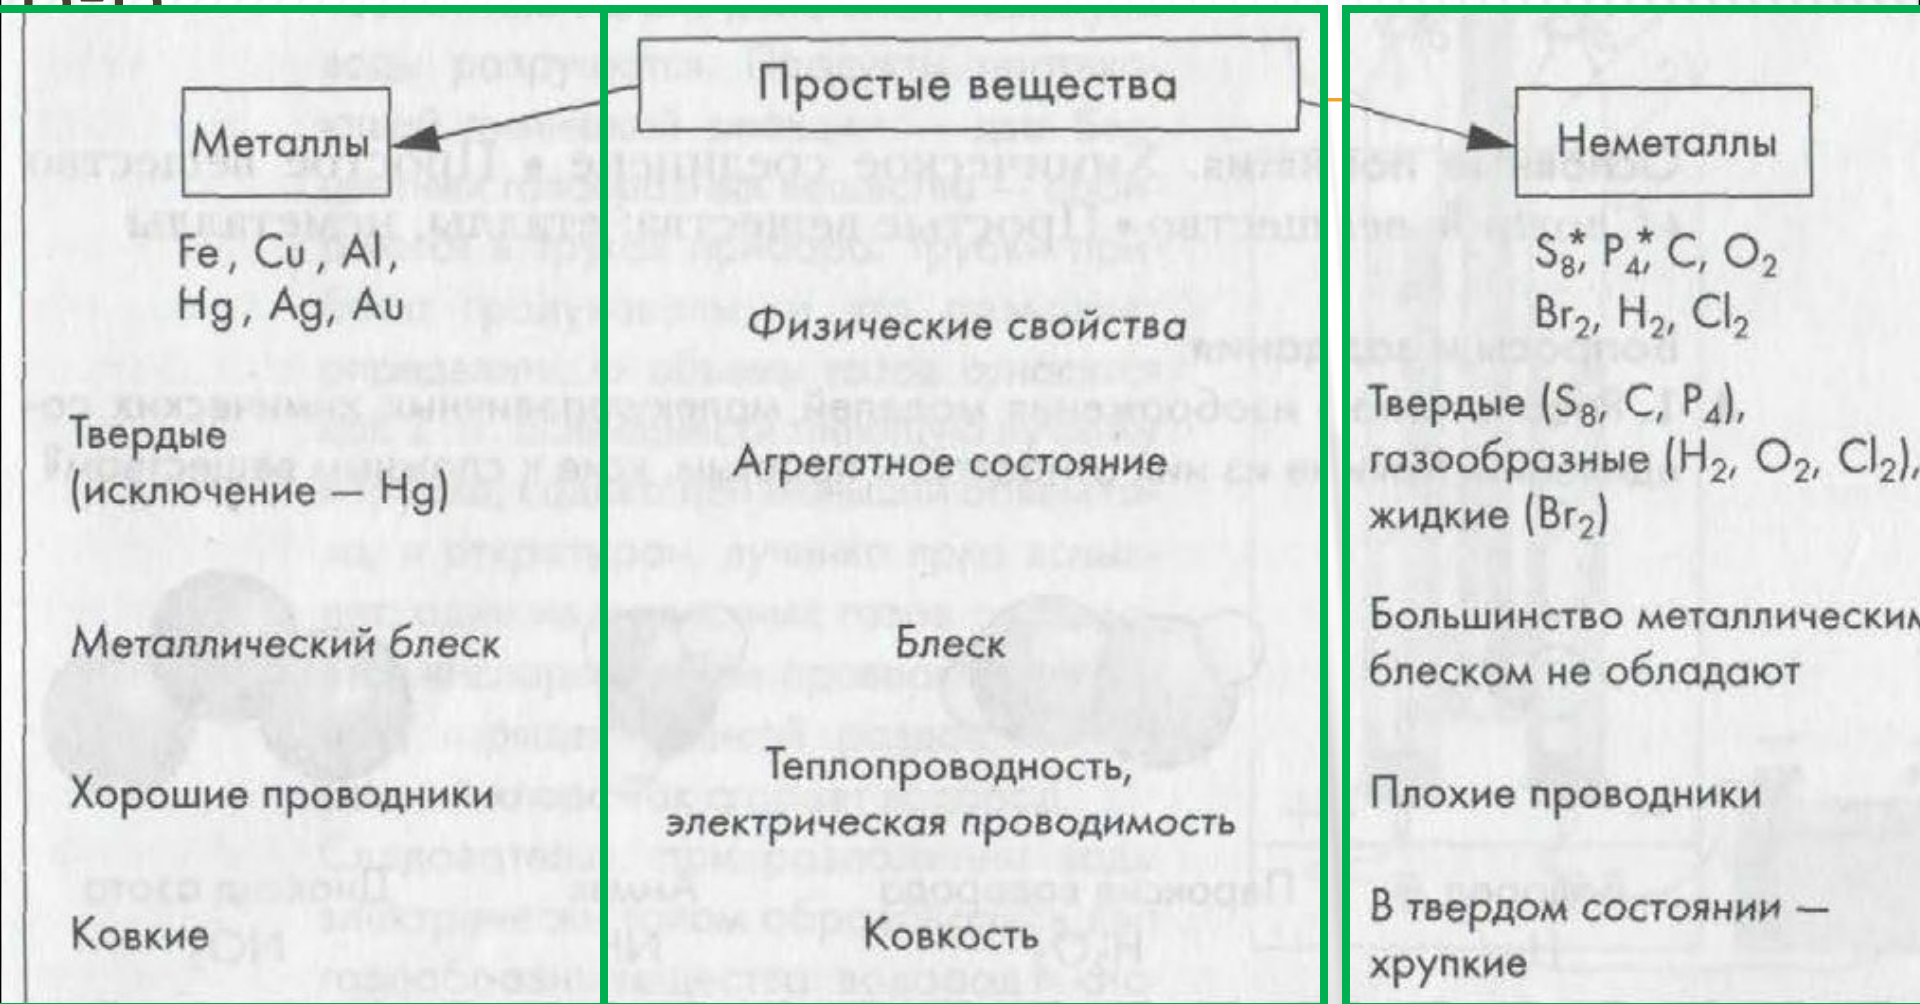 Простые вещества
Металлы
Неметаллы
Fe, Cu, Al,
Hg, Ag, Au
S₈*, P₄*, C, O₂
Br₂, H₂, Cl₂
Физические свойства
Твердые
(исключение — Hg)
Агрегатное состояние
Твердые (S₈, C, P₄),
газообразные (H₂, O₂, Cl₂),
жидкие (Br₂)
Металлический блеск
Блеск
Большинство металлическим
блеском не обладают
Хорошие проводники
Теплопроводность,
электрическая проводимость
Плохие проводники
Ковкие
Ковкость
В твердом состоянии —
хрупкие